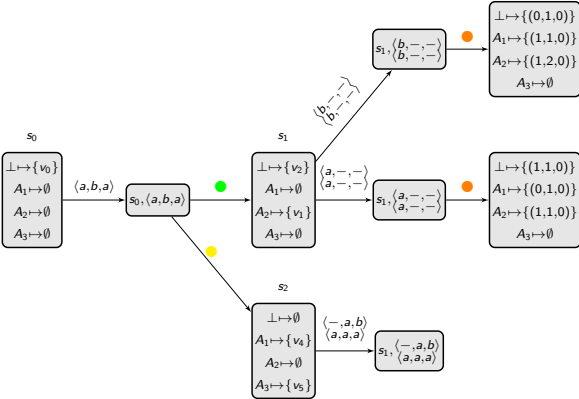 s₀
⊥↦{v₀}
A₁↦∅
A₂↦∅
A₃↦∅
⟨a,b,a⟩
s₀,⟨a,b,a⟩
s₁
⊥↦{v₂}
A₁↦∅
A₂↦{v₁}
A₃↦∅
⟨b,−,−⟩
⟨b,−,−⟩
s₁,⟨b,−,−⟩
⟨b,−,−⟩
⊥↦{(0,1,0)}
A₁↦{(1,1,0)}
A₂↦{(1,2,0)}
A₃↦∅
⟨a,−,−⟩
⟨a,−,−⟩
s₁,⟨a,−,−⟩
⟨a,−,−⟩
⊥↦{(1,1,0)}
A₁↦{(0,1,0)}
A₂↦{(1,1,0)}
A₃↦∅
s₂
⊥↦∅
A₁↦{v₄}
A₂↦∅
A₃↦{v₅}
⟨−,a,b⟩
⟨a,a,a⟩
s₁,⟨−,a,b⟩
⟨a,a,a⟩